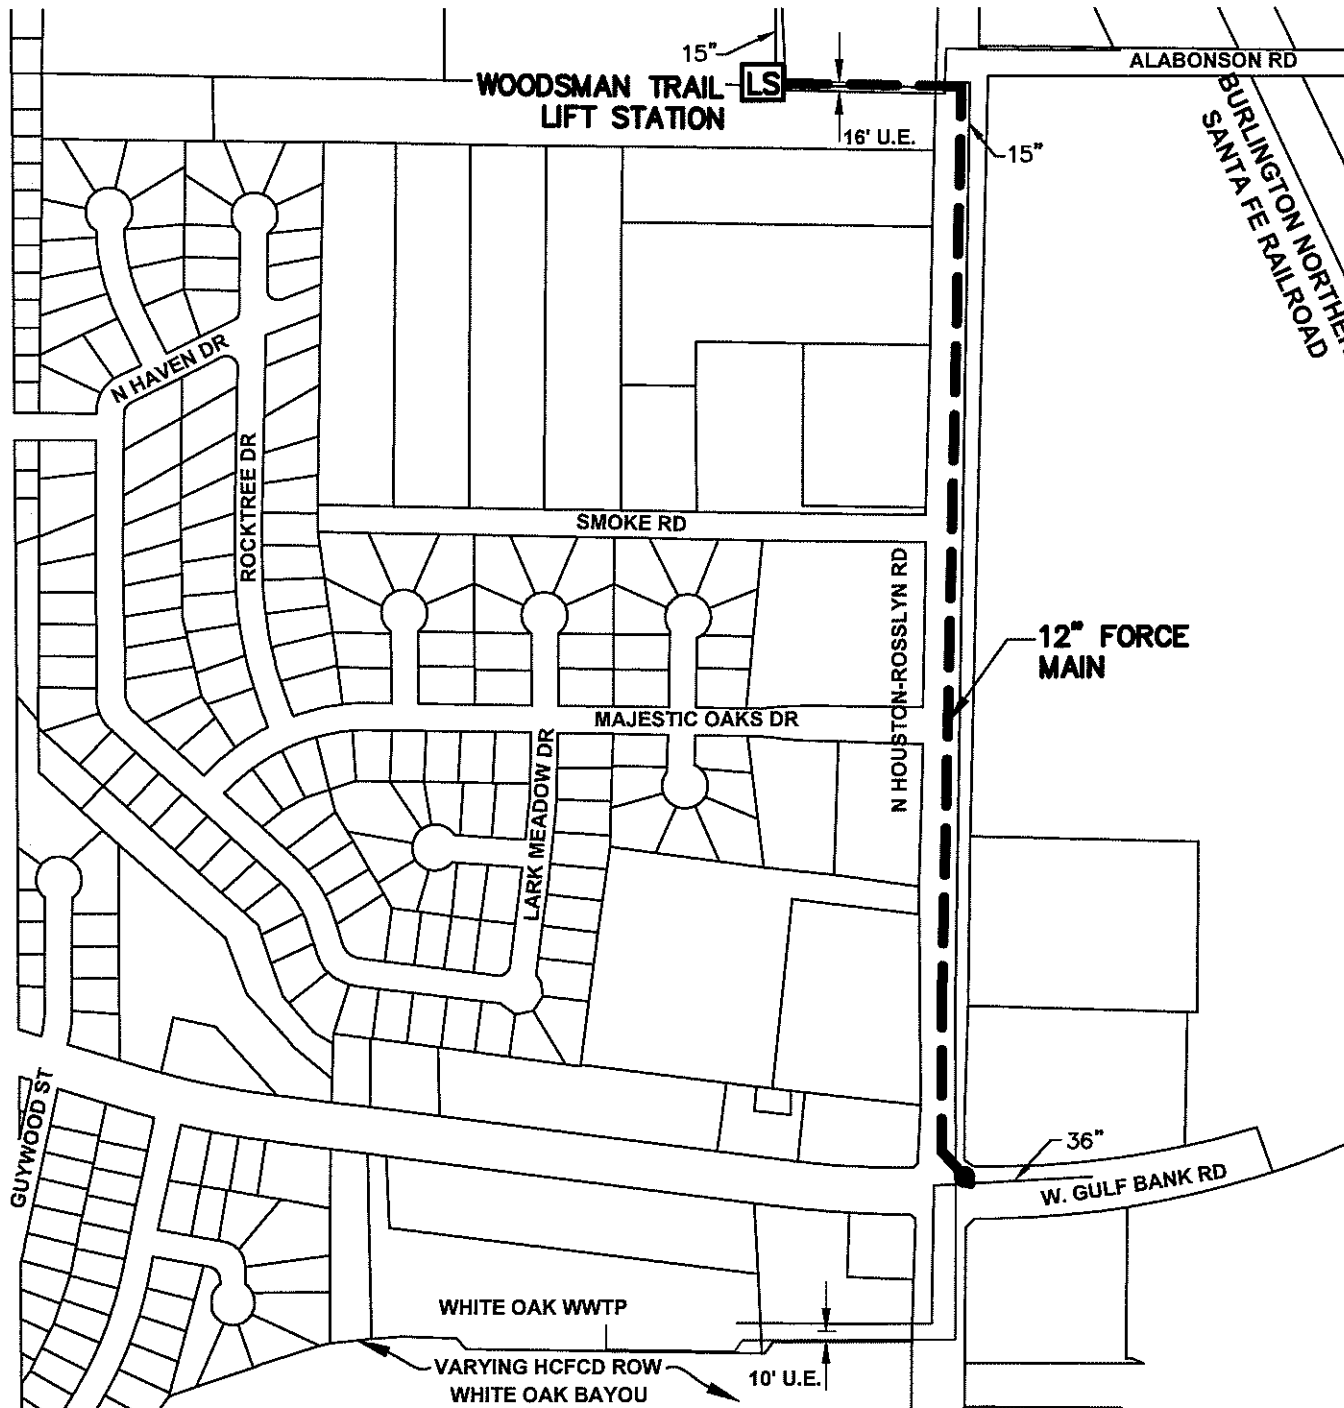 15"
ALABONSON RD
WOODSMAN TRAIL
LIFT STATION
LS
16' U.E.
15"
BURLINGTON NORTHER
SANTA FE RAILROAD
N HAVEN DR
ROCKTREE DR
SMOKE RD
N HOUSTON-ROSSLYN RD
12" FORCE
MAIN
MAJESTIC OAKS DR
LARK MEADOW DR
GUYWOOD ST
36"
W. GULF BANK RD
WHITE OAK WWTP
VARYING HCFCD ROW
WHITE OAK BAYOU
10' U.E.